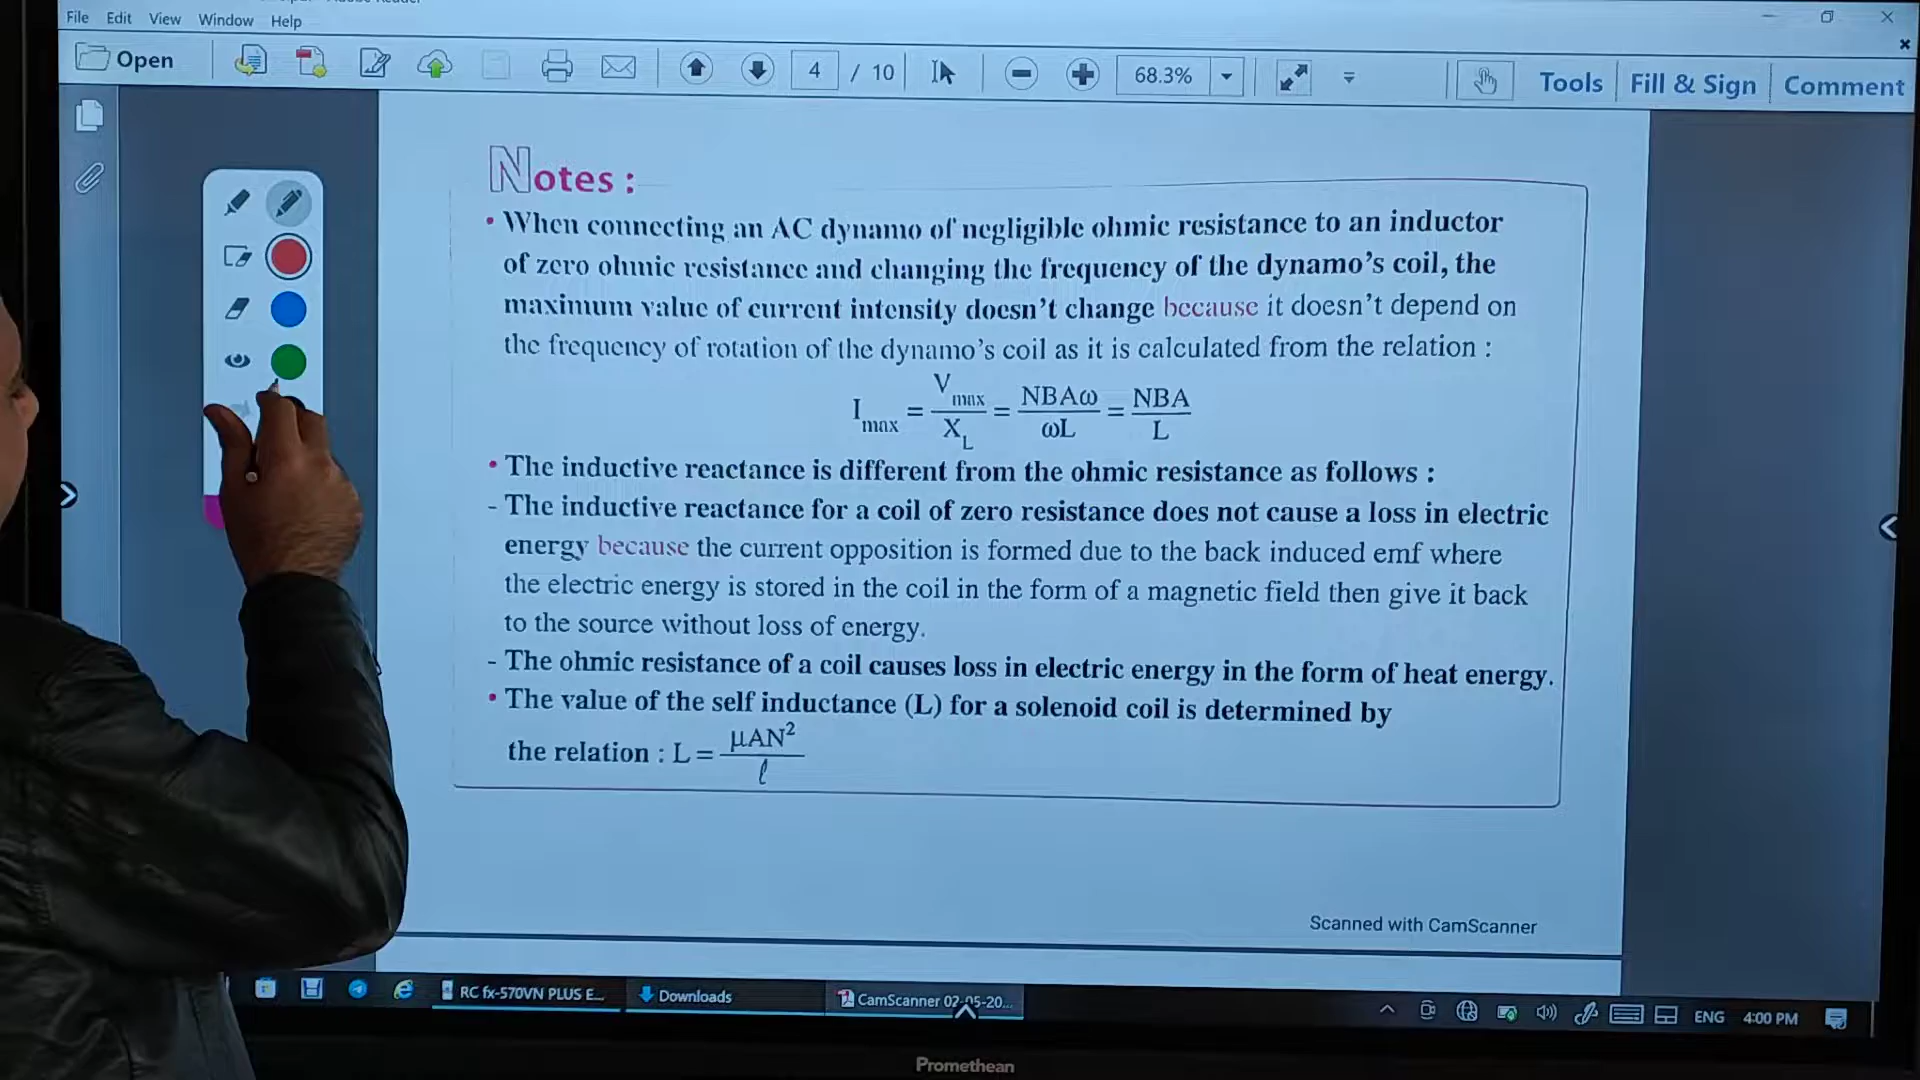 File Edit View Window Help
Open
4 / 10
68.3%
Tools
Fill & Sign
Comment
Notes :
• When connecting an AC dynamo of negligible ohmic resistance to an inductor
of zero ohmic resistance and changing the frequency of the dynamo's coil, the
maximum value of current intensity doesn't change because it doesn't depend on
the frequency of rotation of the dynamo's coil as it is calculated from the relation :
I max = V max / X L = NBAω / ωL = NBA / L
• The inductive reactance is different from the ohmic resistance as follows :
- The inductive reactance for a coil of zero resistance does not cause a loss in electric
energy because the current opposition is formed due to the back induced emf where
the electric energy is stored in the coil in the form of a magnetic field then give it back
to the source without loss of energy.
- The ohmic resistance of a coil causes loss in electric energy in the form of heat energy.
• The value of the self inductance (L) for a solenoid coil is determined by
the relation : L = μAN² / ℓ
Scanned with CamScanner
RC fx-570VN PLUS E...
Downloads
CamScanner 02-05-20...
ENG 4:00 PM
Promethean